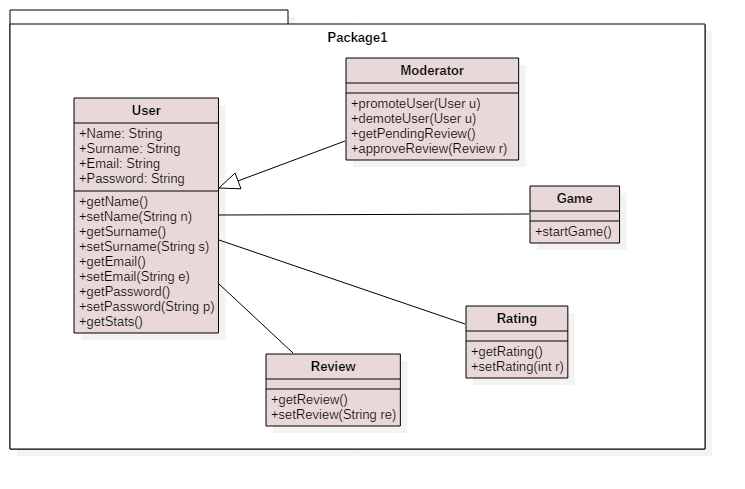 Package1
Moderator
+promoteUser(User u)
+demoteUser(User u)
+getPendingReview()
+approveReview(Review r)
User
+Name: String
+Surname: String
+Email: String
+Password: String
+getName()
+setName(String n)
+getSurname()
+setSurname(String s)
+getEmail()
+setEmail(String e)
+getPassword()
+setPassword(String p)
+getStats()
Game
+startGame()
Rating
+getRating()
+setRating(int r)
Review
+getReview()
+setReview(String re)